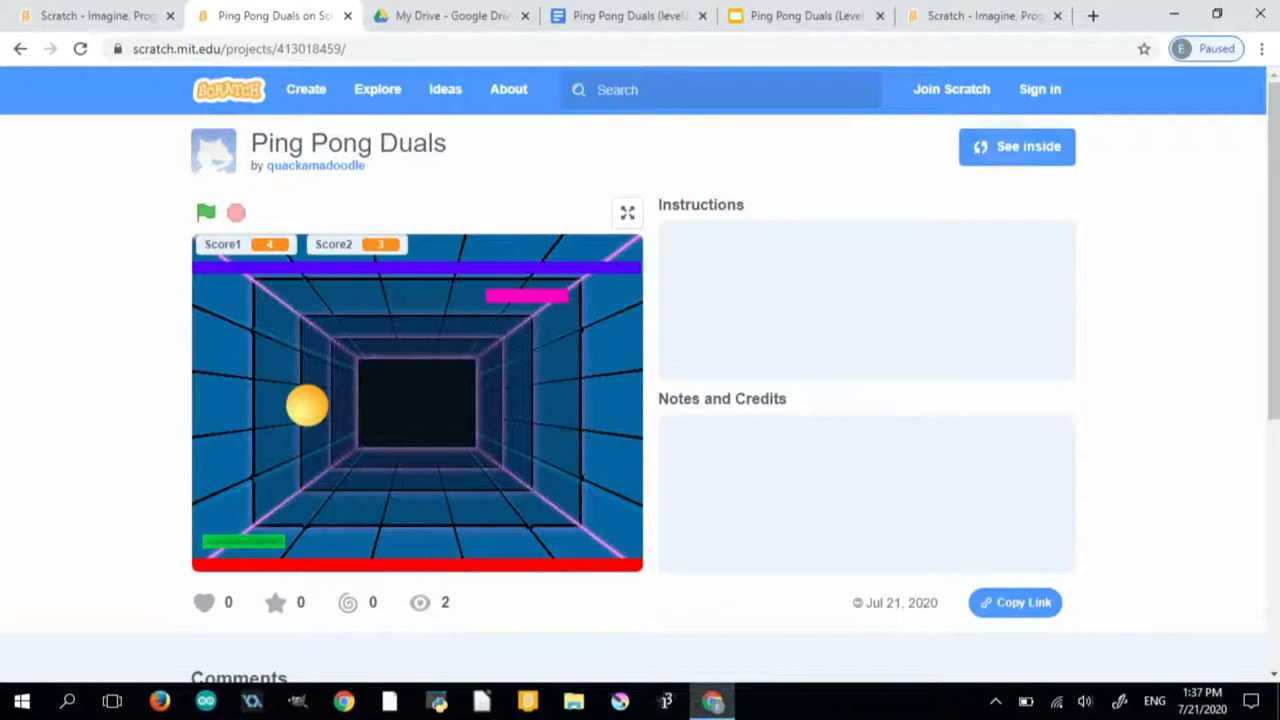 Scratch - Imagine, Prog
Ping Pong Duals on Scr
My Drive - Google Driv
Ping Pong Duals (level
Ping Pong Duals (Level
Scratch - Imagine, Prog
scratch.mit.edu/projects/413018459/
E Paused
SCRATCH Create Explore Ideas About Search Join Scratch Sign in
Ping Pong Duals
by quackamadoodle
See inside
Instructions
Score1 4 Score2 3
Notes and Credits
0 0 0 2
© Jul 21, 2020
Copy Link
Comments
ENG
1:37 PM
7/21/2020